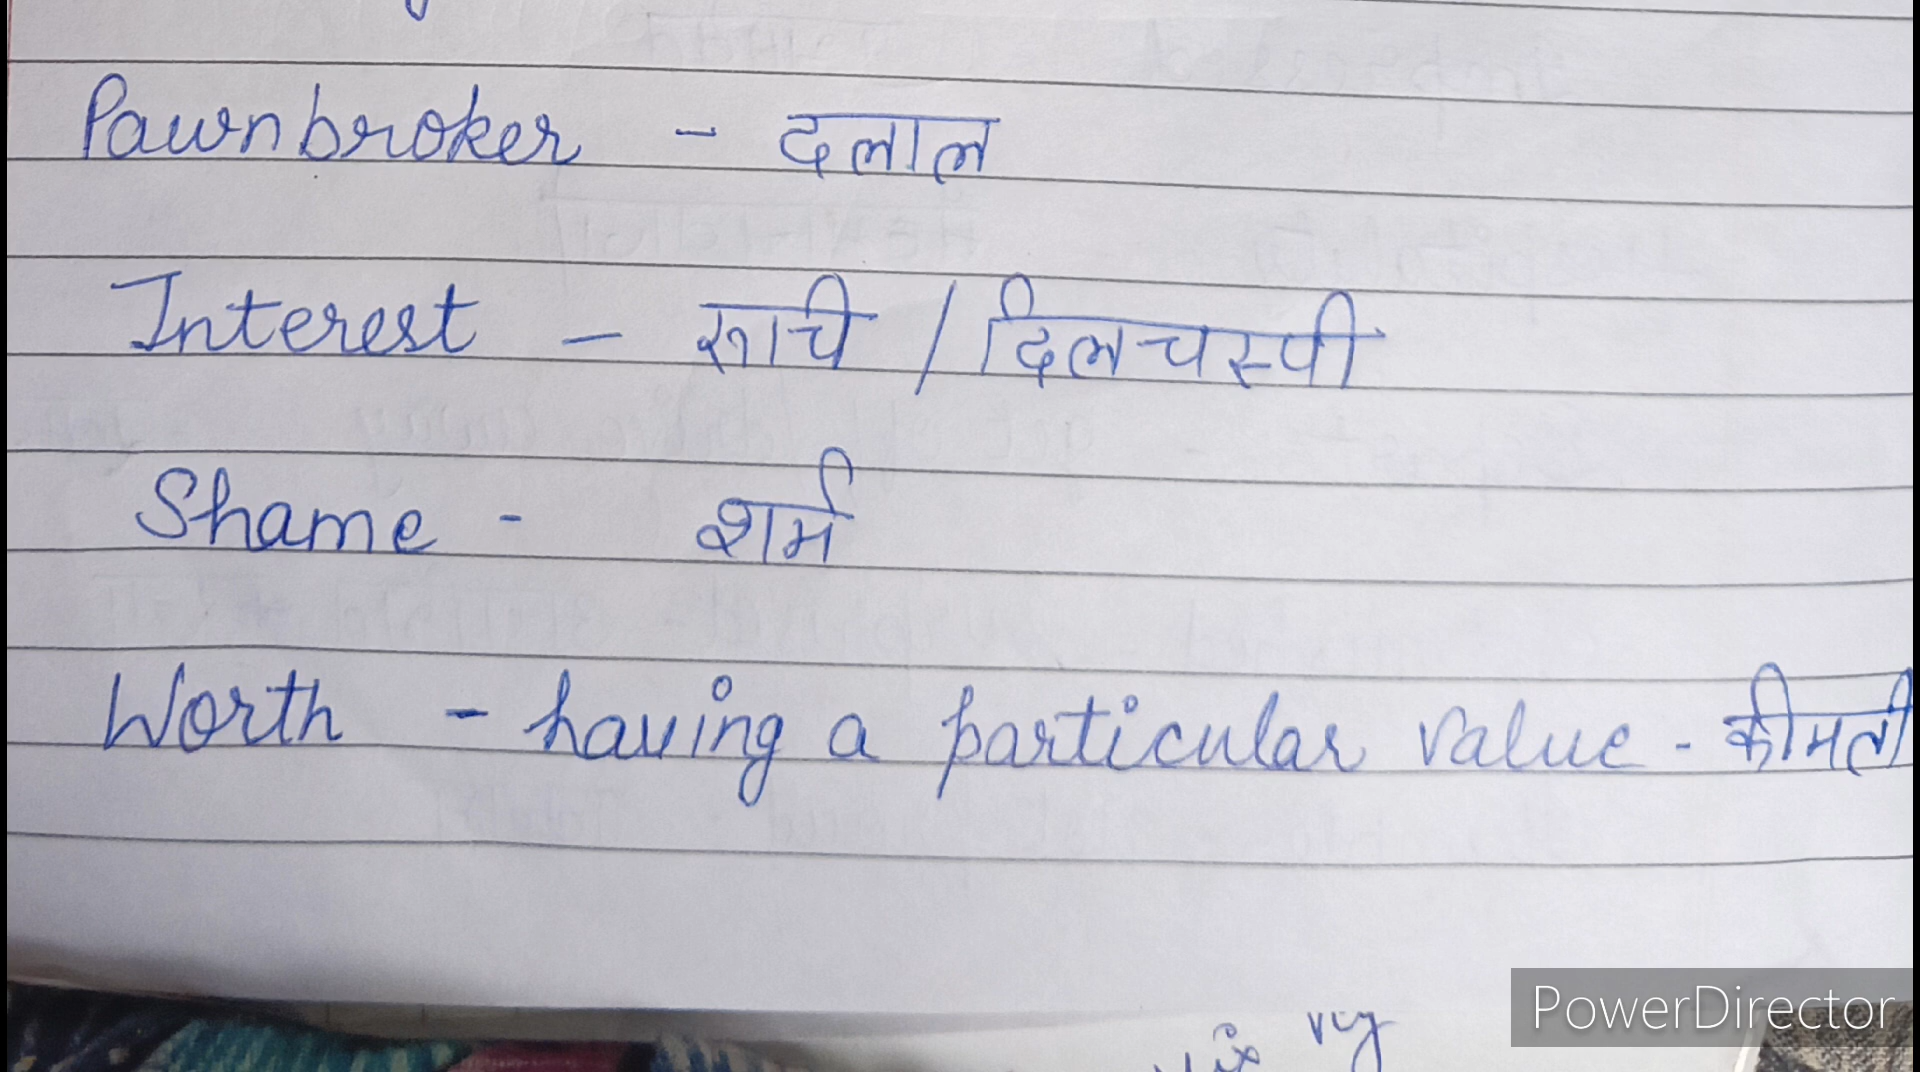 Pawnbroker - दलाल
Interest - रूाची / दिलचस्पी
Shame - शर्म
Worth - having a particular value - कीमती
PowerDirector